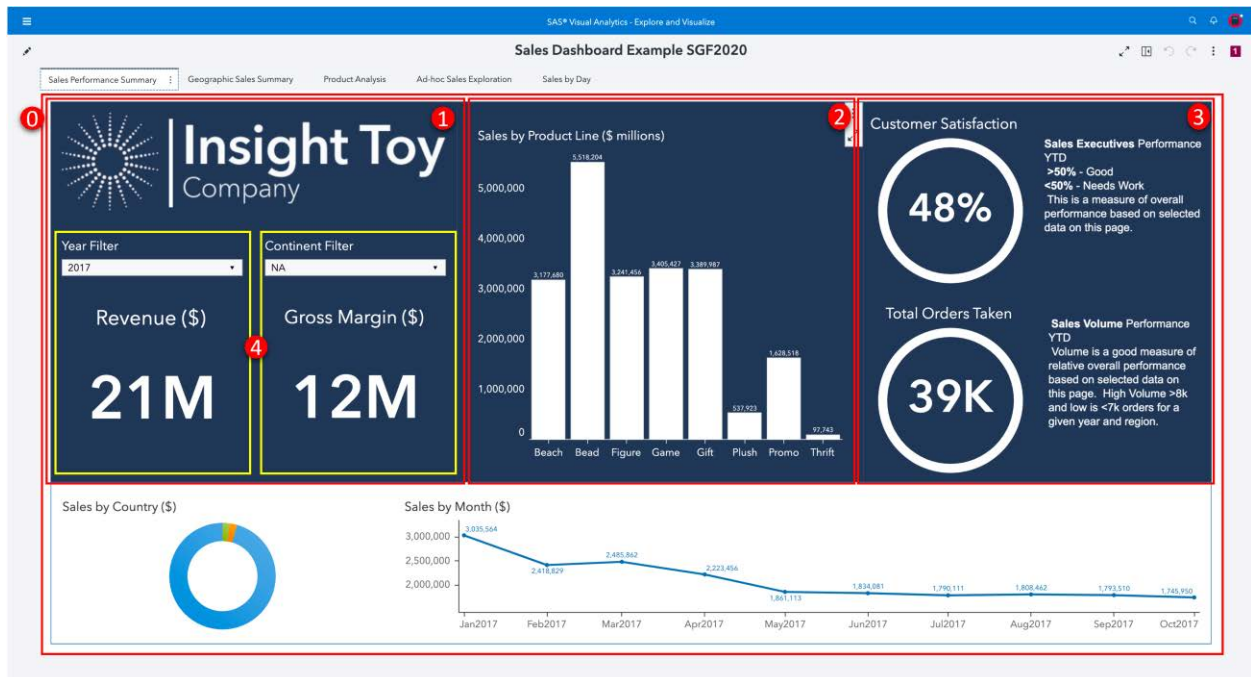 SAS® Visual Analytics - Explore and Visualize
Sales Dashboard Example SGF2020
1
Sales Performance Summary
Geographic Sales Summary
Product Analysis
Ad-hoc Sales Exploration
Sales by Day
0
1
2
3
Insight Toy
Company
Year Filter
2017
Continent Filter
NA
Revenue ($)
Gross Margin ($)
4
21M
12M
Sales by Product Line ($ millions)
5,518,204
5,000,000
4,000,000
3,177,680
3,241,456
3,405,427
3,389,987
3,000,000
2,000,000
1,628,518
1,000,000
537,923
97,743
0
Beach
Bead
Figure
Game
Gift
Plush
Promo
Thrift
Customer Satisfaction
48%
Sales Executives Performance
YTD
>50% - Good
<50% - Needs Work
This is a measure of overall
performance based on selected
data on this page.
Total Orders Taken
39K
Sales Volume Performance
YTD
Volume is a good measure of
relative overall performance
based on selected data on
this page. High Volume >8k
and low is <7k orders for a
given year and region.
Sales by Country ($)
Sales by Month ($)
3,000,000
2,500,000
2,000,000
3,035,564
2,418,829
2,485,862
2,223,456
1,861,113
1,834,081
1,790,111
1,808,462
1,793,510
1,745,950
Jan2017
Feb2017
Mar2017
Apr2017
May2017
Jun2017
Jul2017
Aug2017
Sep2017
Oct2017